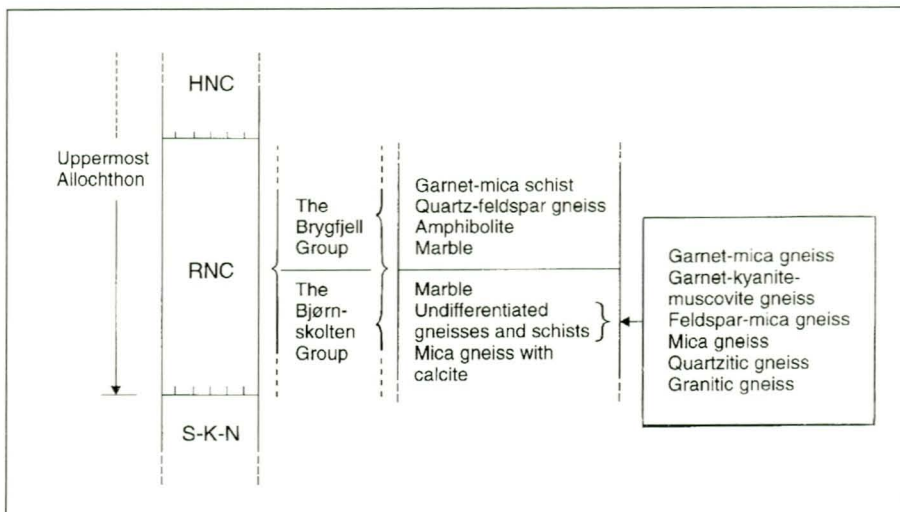 HNC
Uppermost
Allochthon
RNC
S-K-N
The
Brygfjell
Group
The
Bjørn-
skolten
Group
Garnet-mica schist
Quartz-feldspar gneiss
Amphibolite
Marble
Marble
Undifferentiated
gneisses and schists
Mica gneiss with
calcite
Garnet-mica gneiss
Garnet-kyanite-
muscovite gneiss
Feldspar-mica gneiss
Mica gneiss
Quartzitic gneiss
Granitic gneiss